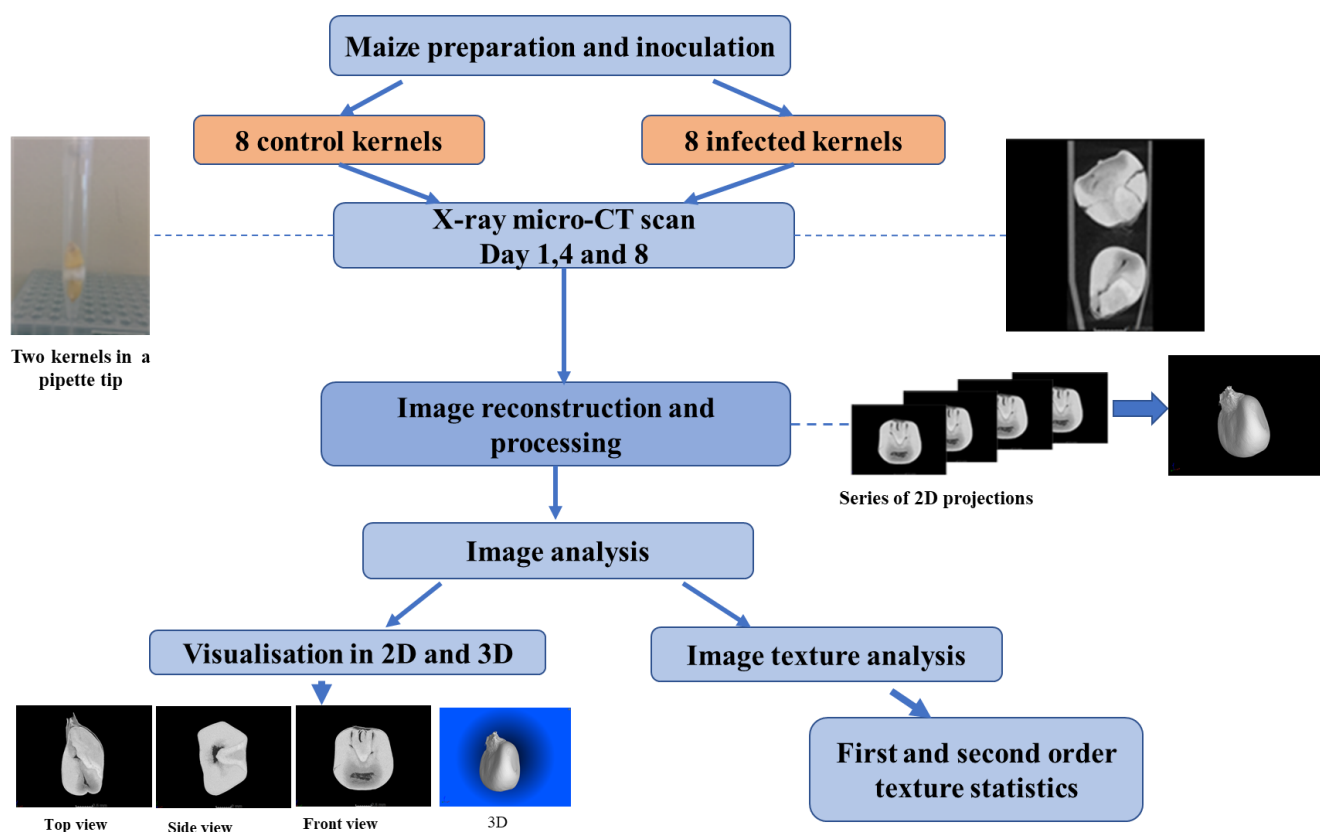 Maize preparation and inoculation
8 control kernels
8 infected kernels
X-ray micro-CT scan
Day 1,4 and 8
Two kernels in a
pipette tip
Image reconstruction and
processing
Series of 2D projections
Image analysis
Visualisation in 2D and 3D
Image texture analysis
First and second order
texture statistics
Top view
Side view
Front view
3D